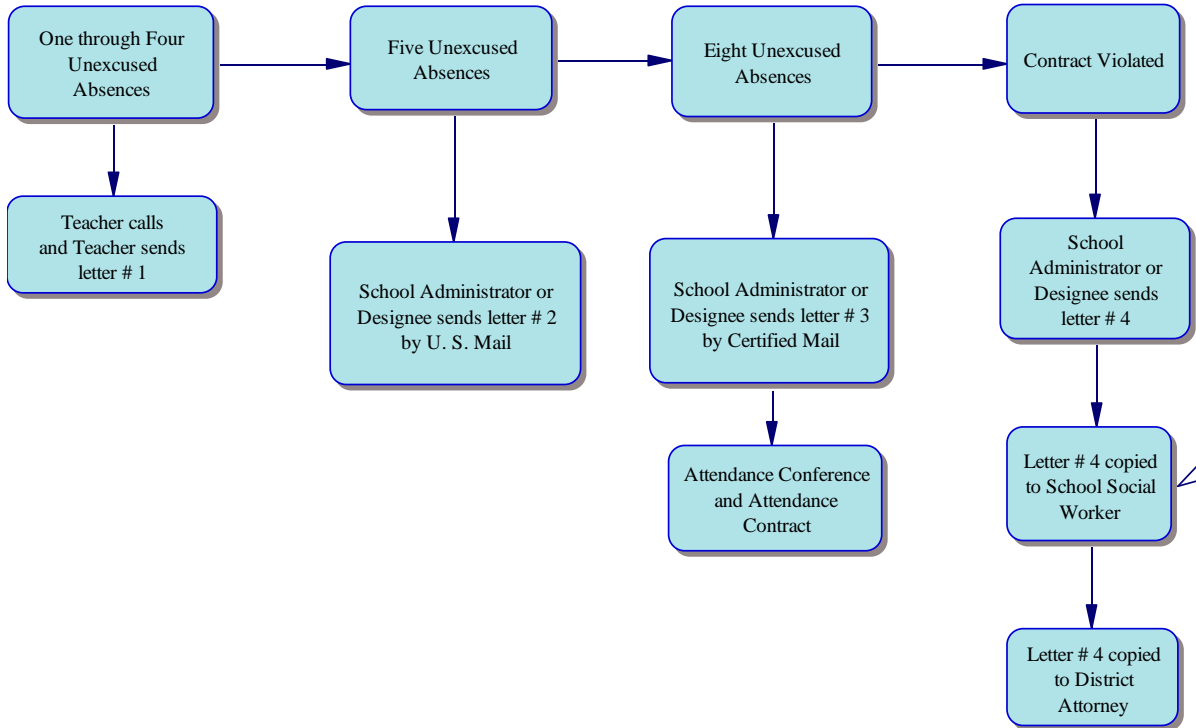 One through Four
Unexcused
Absences
Five Unexcused
Absences
Eight Unexcused
Absences
Contract Violated
Teacher calls
and Teacher sends
letter # 1
School Administrator or
Designee sends letter # 2
by U. S. Mail
School Administrator or
Designee sends letter # 3
by Certified Mail
School
Administrator or
Designee sends
letter # 4
Attendance Conference
and Attendance
Contract
Letter # 4 copied
to School Social
Worker
Letter # 4 copied
to District
Attorney